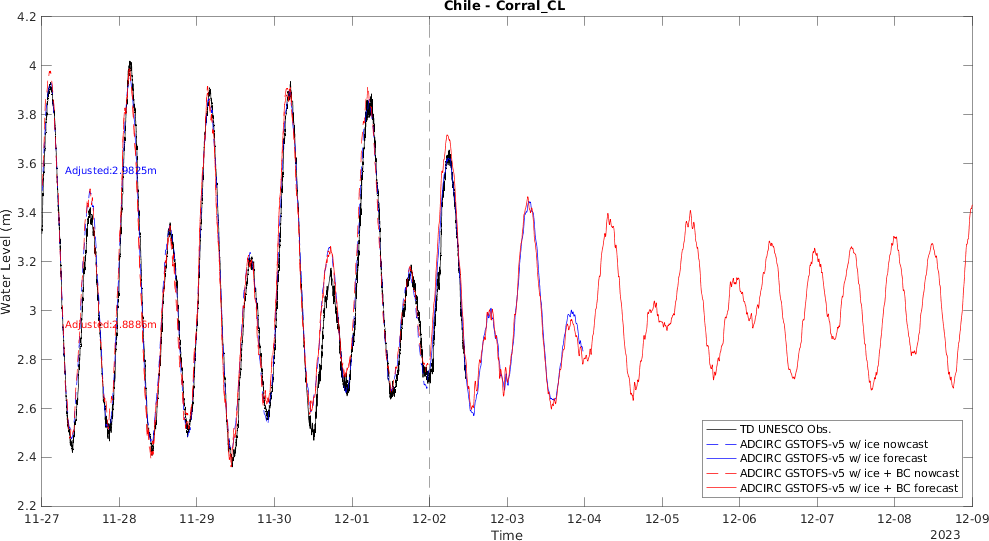 Chile - Corral_CL
4.2
4
3.8
3.6
3.4
3.2
3
2.8
2.6
2.4
2.2
Water Level (m)
Adjusted:2.9825m
Adjusted:2.8886m
TD UNESCO Obs.
ADCIRC GSTOFS-v5 w/ ice nowcast
ADCIRC GSTOFS-v5 w/ ice forecast
ADCIRC GSTOFS-v5 w/ ice + BC nowcast
ADCIRC GSTOFS-v5 w/ ice + BC forecast
11-27 11-28 11-29 11-30 12-01 12-02 12-03 12-04 12-05 12-06 12-07 12-08 12-09
Time
2023